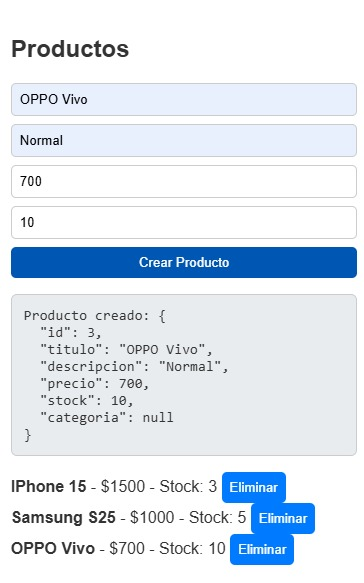 Productos
OPPO Vivo
Normal
700
10
Crear Producto
Producto creado: {
  "id": 3,
  "titulo": "OPPO Vivo",
  "descripcion": "Normal",
  "precio": 700,
  "stock": 10,
  "categoria": null
}
IPhone 15 - $1500 - Stock: 3 Eliminar
Samsung S25 - $1000 - Stock: 5 Eliminar
OPPO Vivo - $700 - Stock: 10 Eliminar